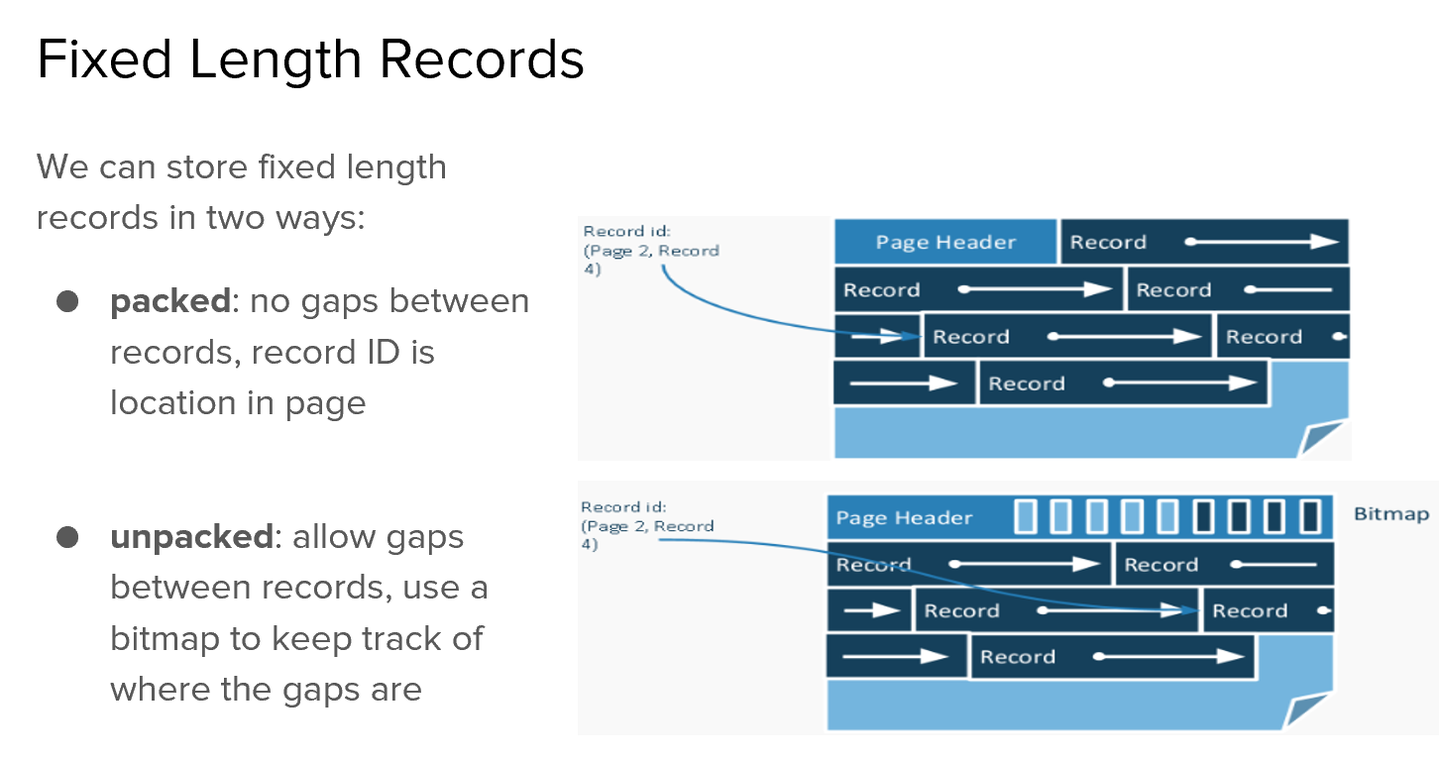 Fixed Length Records
We can store fixed length
records in two ways:
● packed: no gaps between
records, record ID is
location in page
● unpacked: allow gaps
between records, use a
bitmap to keep track of
where the gaps are
Record id:
(Page 2, Record
4)
Page Header Record
Record Record
Record Record
Record
Record id:
(Page 2, Record
4)
Page Header Bitmap
Record Record
Record Record
Record